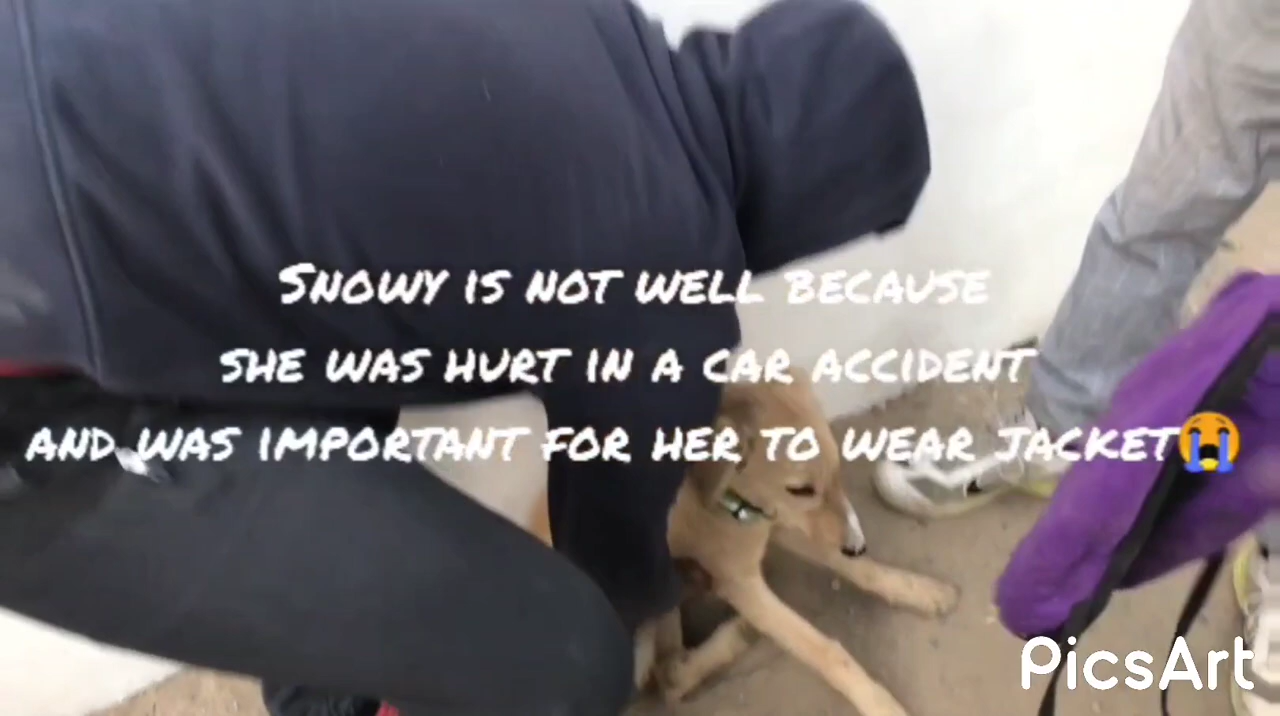 Snowy is not well because
she was hurt in a car accident
and was important for her to wear jacket😭
PicsArt